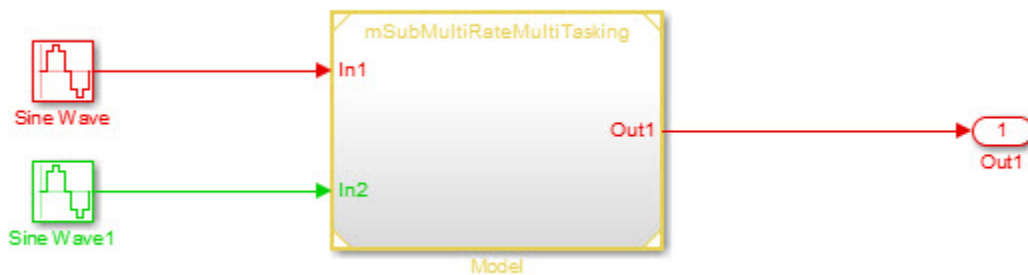 mSubMultiRateMultiTasking
In1
Sine Wave
Out1
1
Out1
In2
Sine Wave1
Model